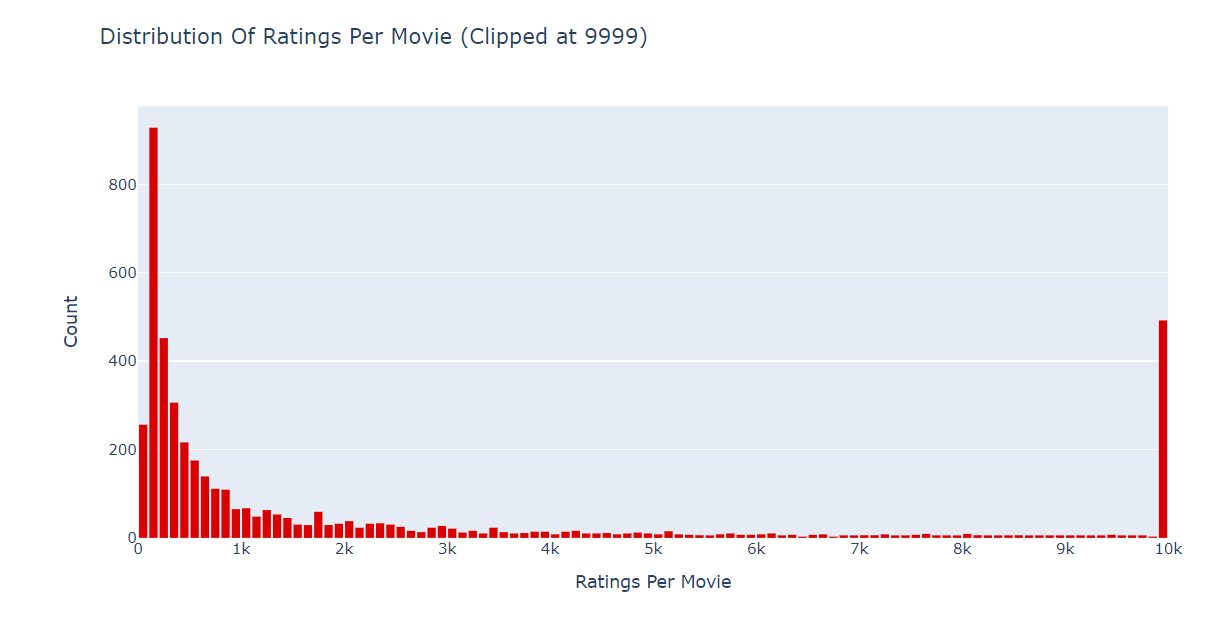 Distribution Of Ratings Per Movie (Clipped at 9999)
800
600
400
200
0
Count
0 1k 2k 3k 4k 5k 6k 7k 8k 9k 10k
Ratings Per Movie